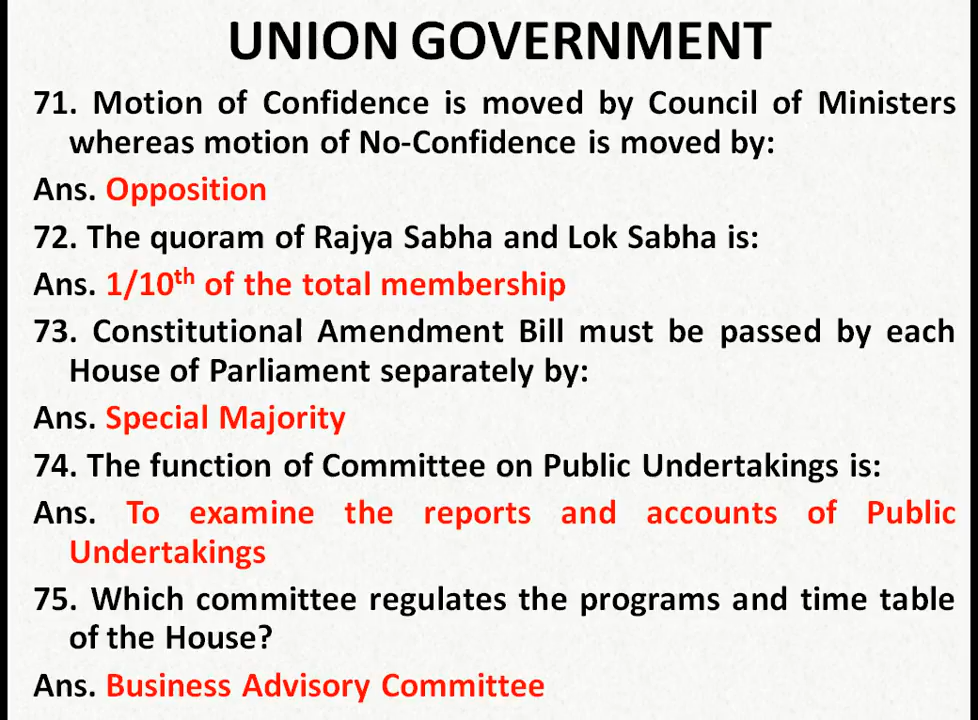 UNION GOVERNMENT
71. Motion of Confidence is moved by Council of Ministers
whereas motion of No-Confidence is moved by:
Ans. Opposition
72. The quoram of Rajya Sabha and Lok Sabha is:
Ans. 1/10th of the total membership
73. Constitutional Amendment Bill must be passed by each
House of Parliament separately by:
Ans. Special Majority
74. The function of Committee on Public Undertakings is:
Ans. To examine the reports and accounts of Public
Undertakings
75. Which committee regulates the programs and time table
of the House?
Ans. Business Advisory Committee